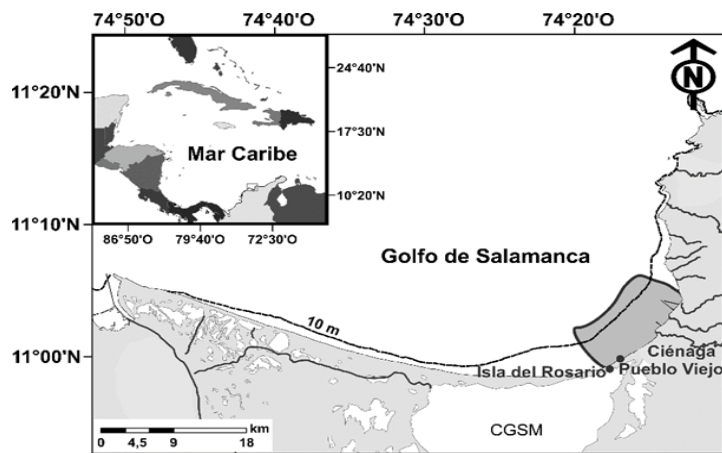 74°50'O 74°40'O 74°30'O 74°20'O
11°20'N
11°10'N
11°00'N
24°40'N
17°30'N
10°20'N
86°50'O 79°40'O 72°30'O
Mar Caribe
N
Golfo de Salamanca
10 m
Ciénaga
Isla del Rosario Pueblo Viejo
CGSM
km
0 4,5 9 18